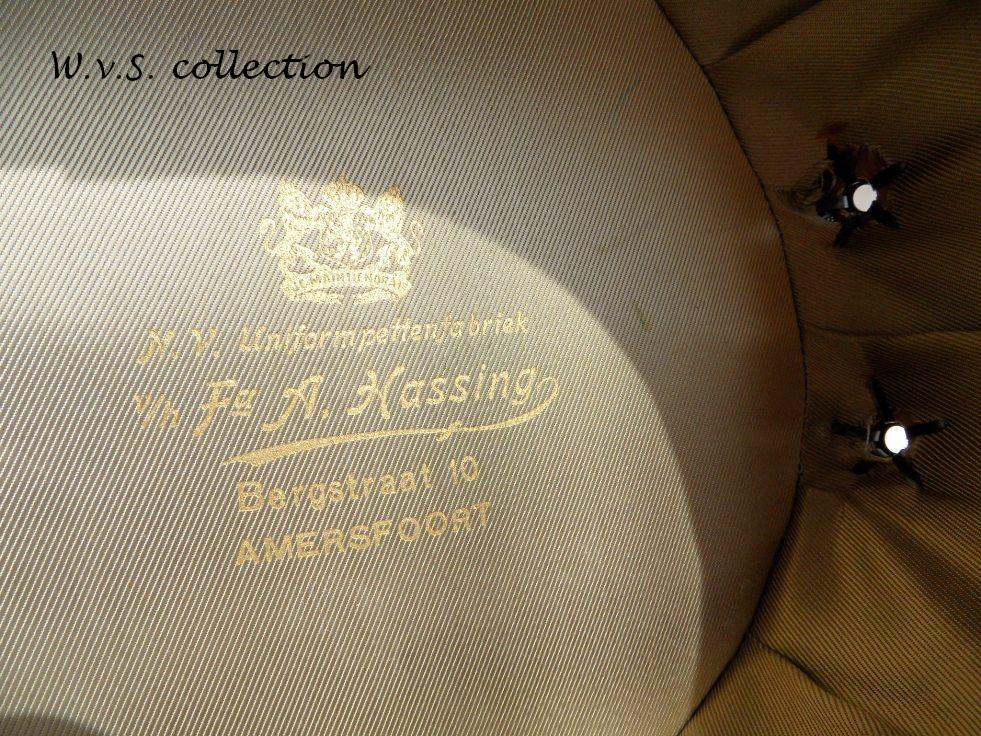 W.v.S. collection
JE MAINTIENDRAI
N.V. Uniformpettenfabriek
v/h Fa A. Hassing
Bergstraat 10
AMERSFOORT